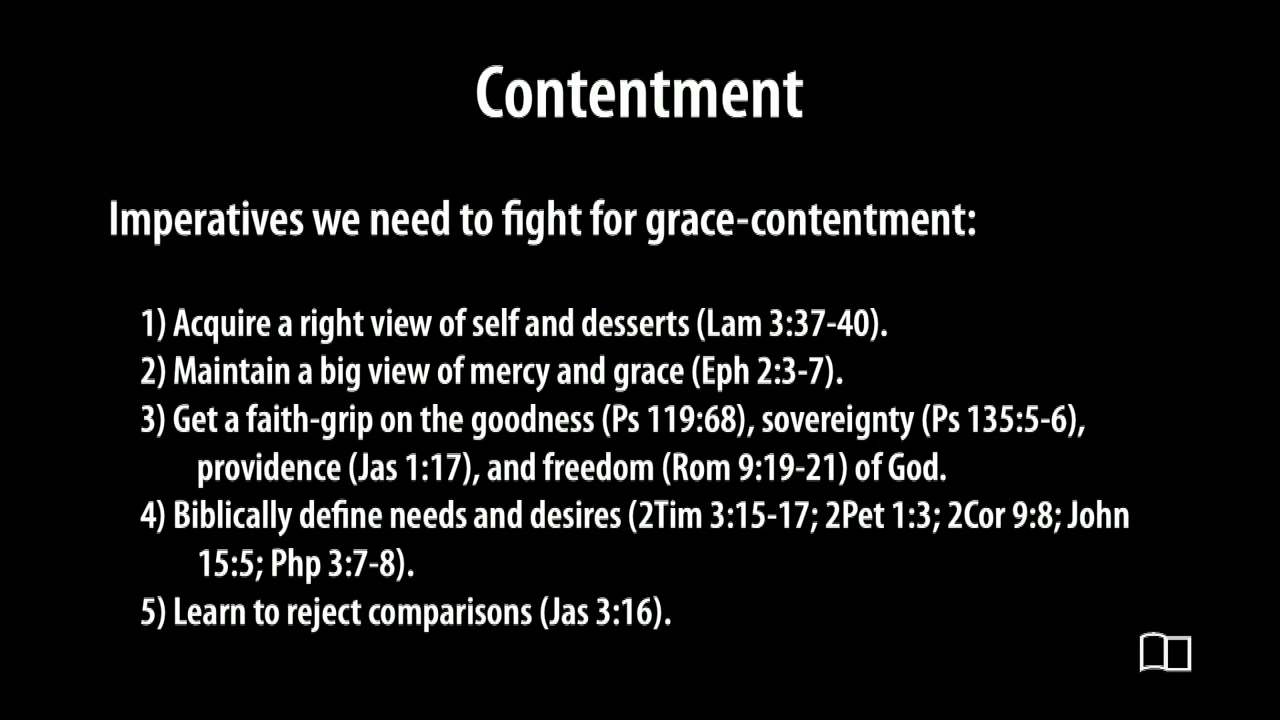 Contentment
Imperatives we need to fight for grace-contentment:
1) Acquire a right view of self and desserts (Lam 3:37-40).
2) Maintain a big view of mercy and grace (Eph 2:3-7).
3) Get a faith-grip on the goodness (Ps 119:68), sovereignty (Ps 135:5-6),
providence (Jas 1:17), and freedom (Rom 9:19-21) of God.
4) Biblically define needs and desires (2Tim 3:15-17; 2Pet 1:3; 2Cor 9:8; John
15:5; Php 3:7-8).
5) Learn to reject comparisons (Jas 3:16).